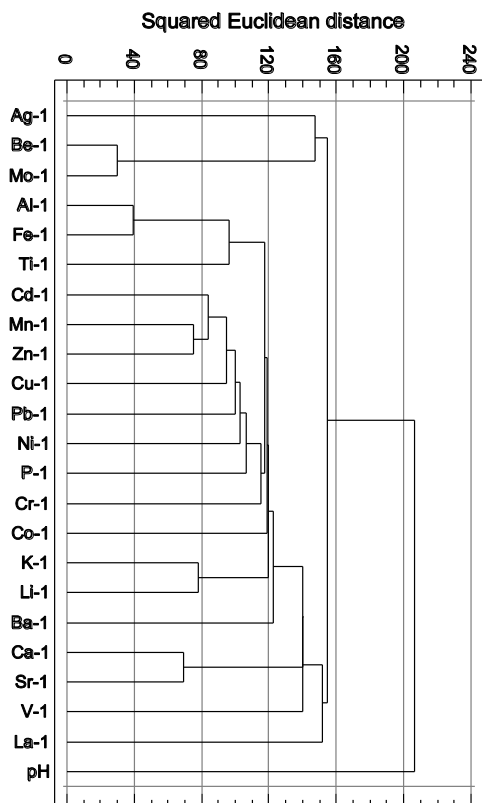 Squared Euclidean distance
0 40 80 120 160 200 240
Ag-1
Be-1
Mo-1
Al-1
Fe-1
Ti-1
Cd-1
Mn-1
Zn-1
Cu-1
Pb-1
Ni-1
P-1
Cr-1
Co-1
K-1
Li-1
Ba-1
Ca-1
Sr-1
V-1
La-1
pH